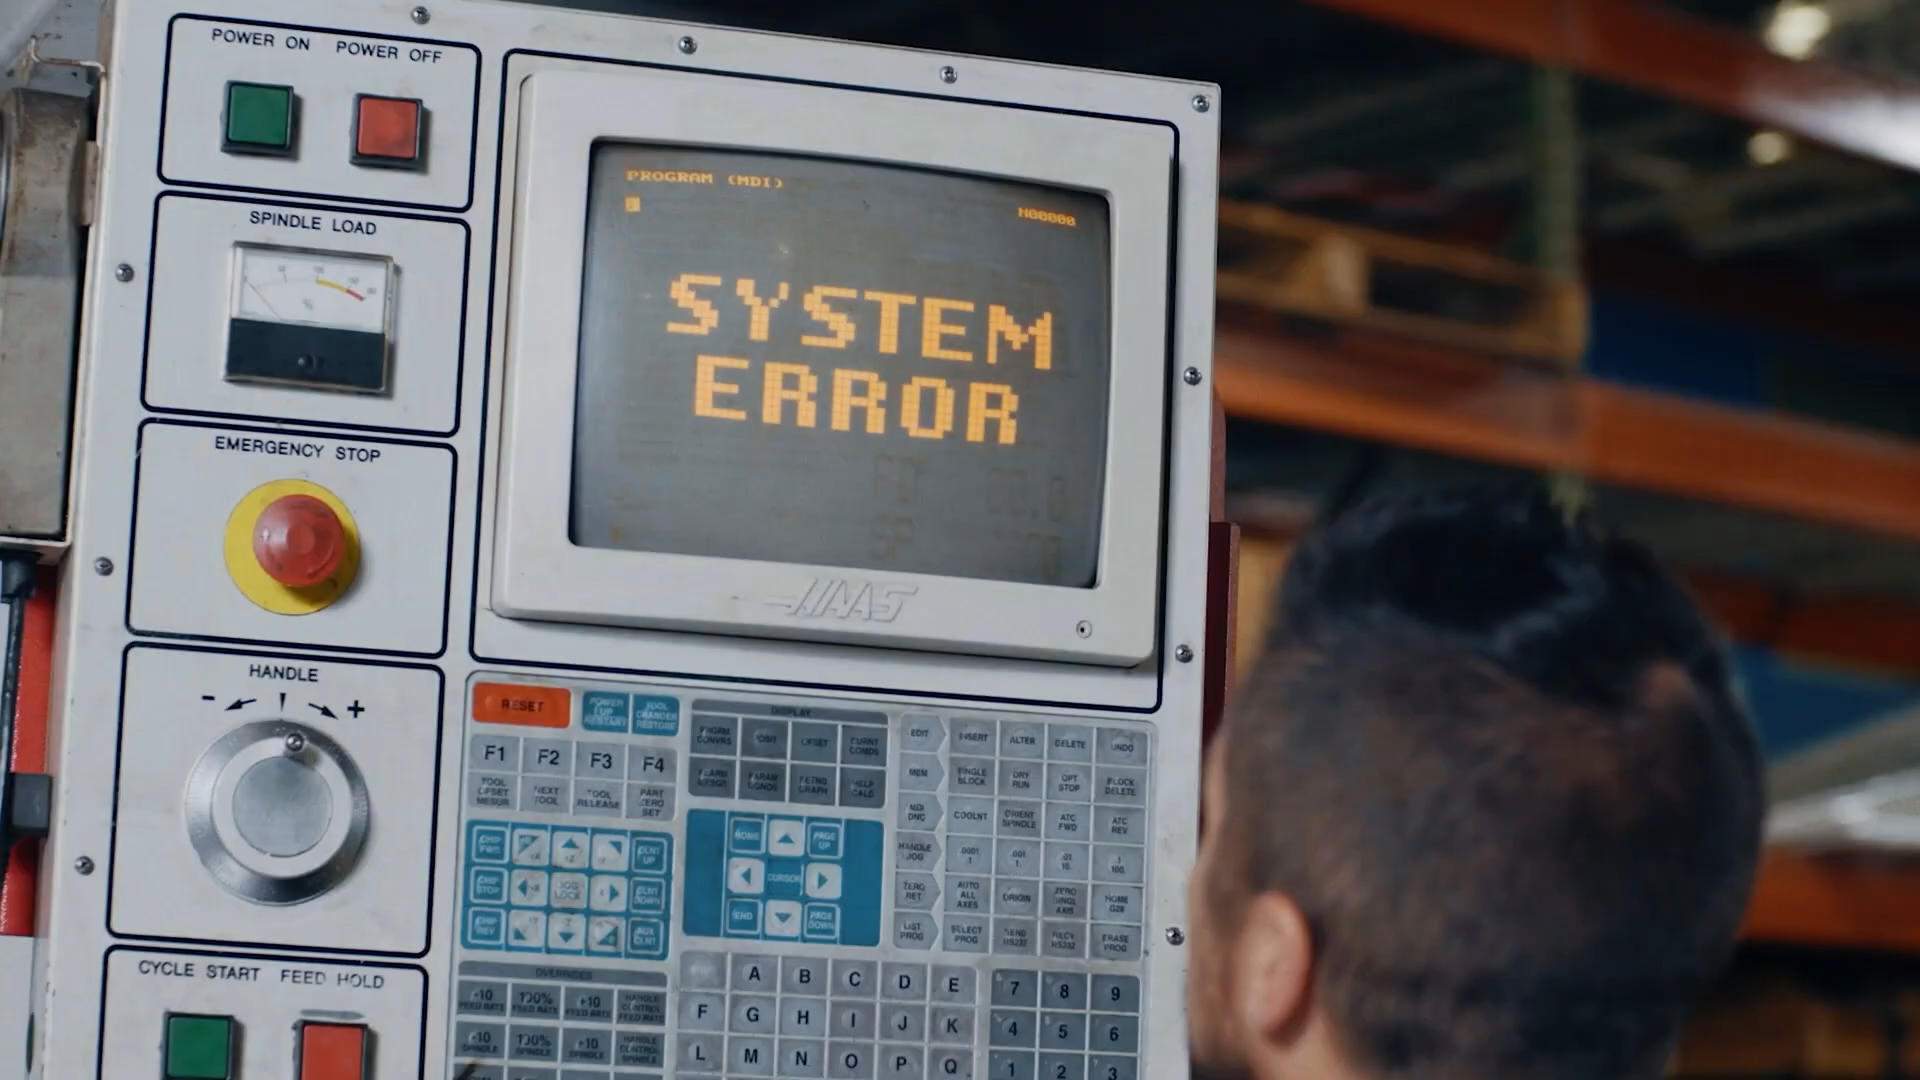 POWER ON POWER OFF
SPINDLE LOAD
EMERGENCY STOP
HANDLE
- +
CYCLE START FEED HOLD
PROGRAM (MDI)
N00000
SYSTEM
ERROR
HAAS
RESET
POWER UP RESTART
TOOL CHANGER RESTORE
F1 F2 F3 F4
TOOL OFSET MESUR
NEXT TOOL
TOOL RELEASE
PART ZERO SET
CHIP FWD
CLNT UP
CHIP STOP
JOG LOCK
CLNT DOWN
CHIP REV
AUX CLNT
DISPLAY
PRGRM CONVRS
POSIT
OFSET
CURNT COMDS
ALARM MESGS
PARAM DGNOS
SETNG GRAPH
HELP CALC
HOME
PAGE UP
CURSOR
END
PAGE DOWN
EDIT INSERT ALTER DELETE UNDO
MEM SINGLE BLOCK DRY RUN OPT STOP BLOCK DELETE
MDI DNC COOLNT ORIENT SPINDLE ATC FWD ATC REV
HANDLE JOG .0001 .1 .001 1. .01 10. .1 100.
ZERO RET AUTO ALL AXES ORIGIN ZERO SINGL AXIS HOME G28
LIST PROG SELECT PROG SEND RS232 RECV RS232 ERASE PROG
OVERRIDES
-10 FEED RATE 100% FEED RATE +10 FEED RATE HANDLE CONTROL FEED RATE
-10 SPINDLE 100% SPINDLE +10 SPINDLE HANDLE CONTROL SPINDLE
A B C D E
F G H I J K
L M N O P Q
7 8 9
4 5 6
1 2 3